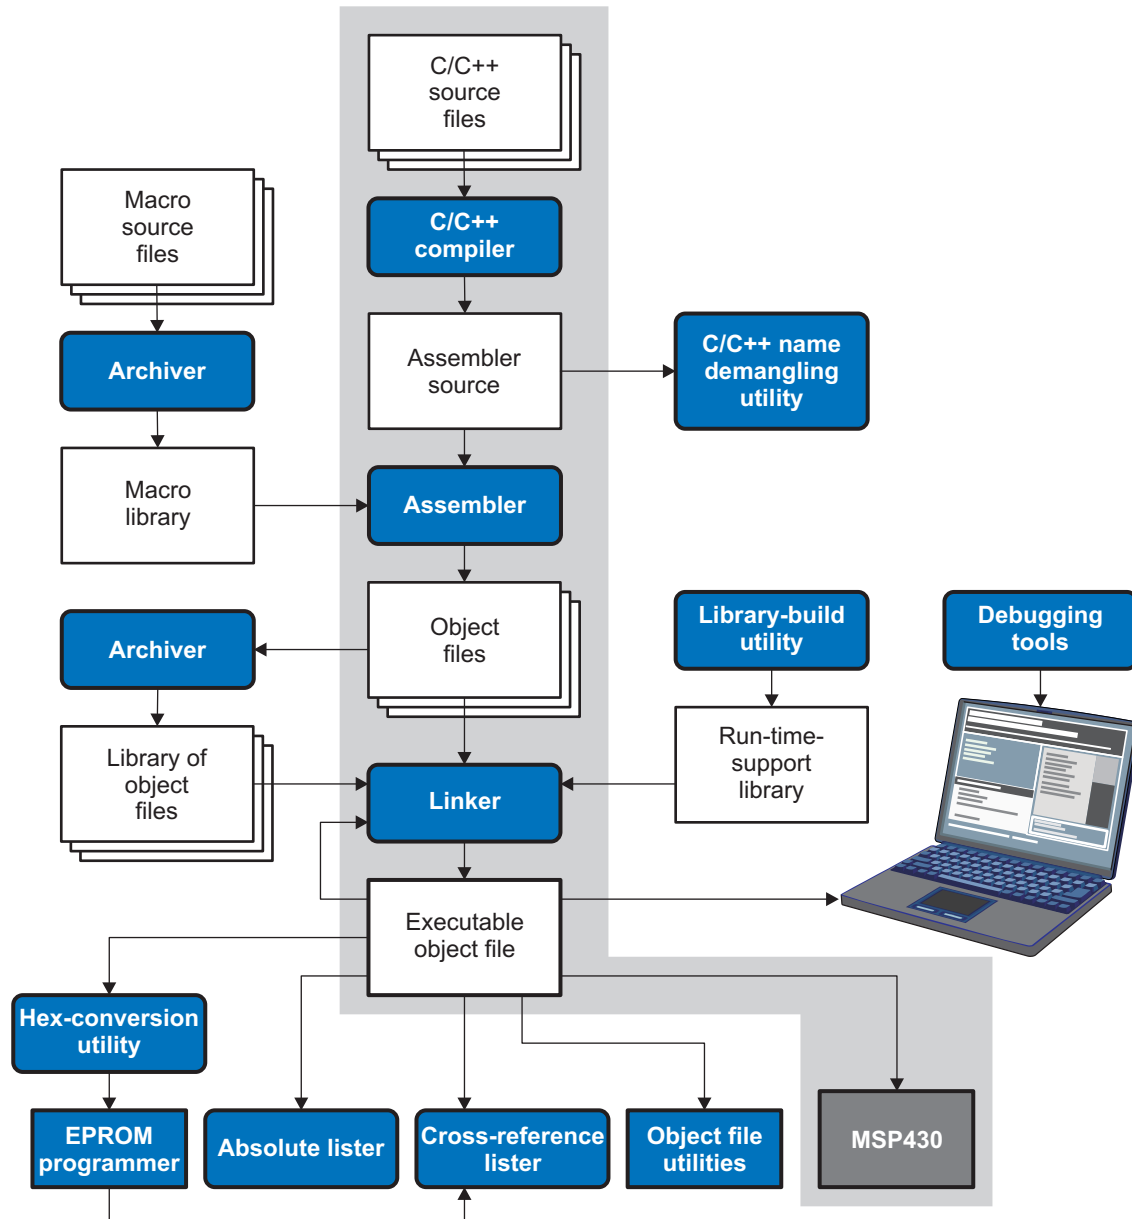 C/C++
source
files
Macro
source
files
C/C++
compiler
Archiver
Assembler
source
C/C++ name
demangling
utility
Macro
library
Assembler
Archiver
Object
files
Library-build
utility
Debugging
tools
Library of
object
files
Linker
Run-time-
support
library
Executable
object file
Hex-conversion
utility
EPROM
programmer
Absolute lister
Cross-reference
lister
Object file
utilities
MSP430